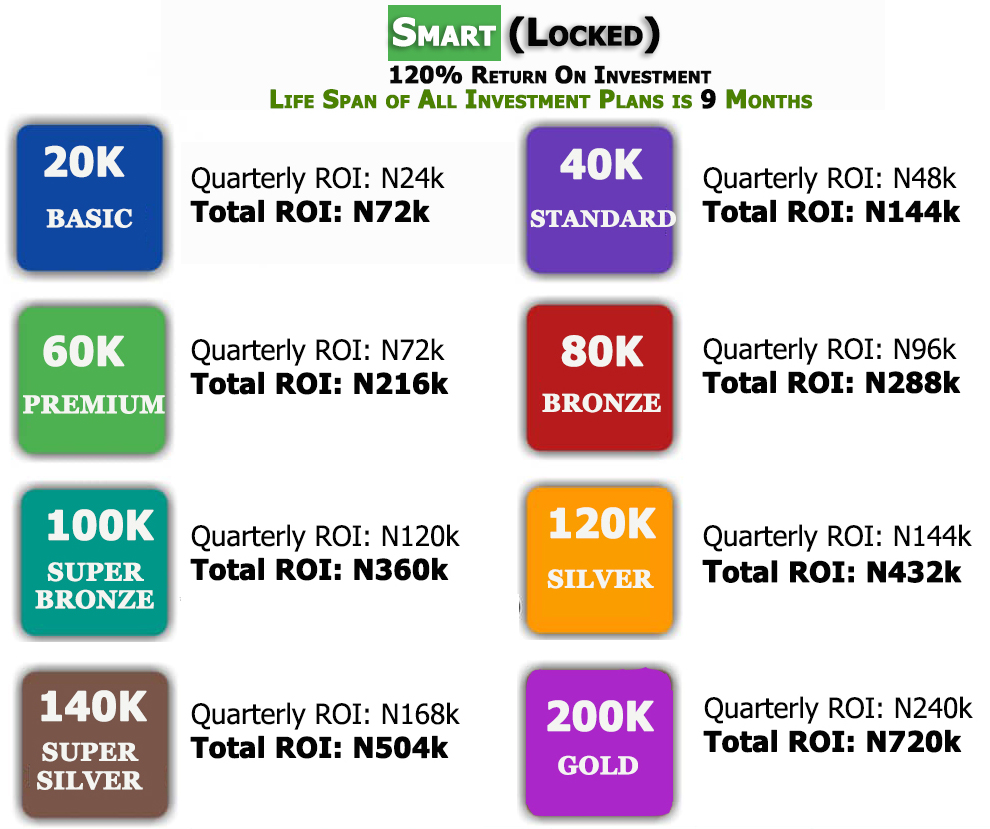 Smart (Locked)
120% Return On Investment
Life Span of All Investment Plans is 9 Months
20K
BASIC
Quarterly ROI: N24k
Total ROI: N72k
40K
STANDARD
Quarterly ROI: N48k
Total ROI: N144k
60K
PREMIUM
Quarterly ROI: N72k
Total ROI: N216k
80K
BRONZE
Quarterly ROI: N96k
Total ROI: N288k
100K
SUPER
BRONZE
Quarterly ROI: N120k
Total ROI: N360k
120K
SILVER
Quarterly ROI: N144k
Total ROI: N432k
140K
SUPER
SILVER
Quarterly ROI: N168k
Total ROI: N504k
200K
GOLD
Quarterly ROI: N240k
Total ROI: N720k